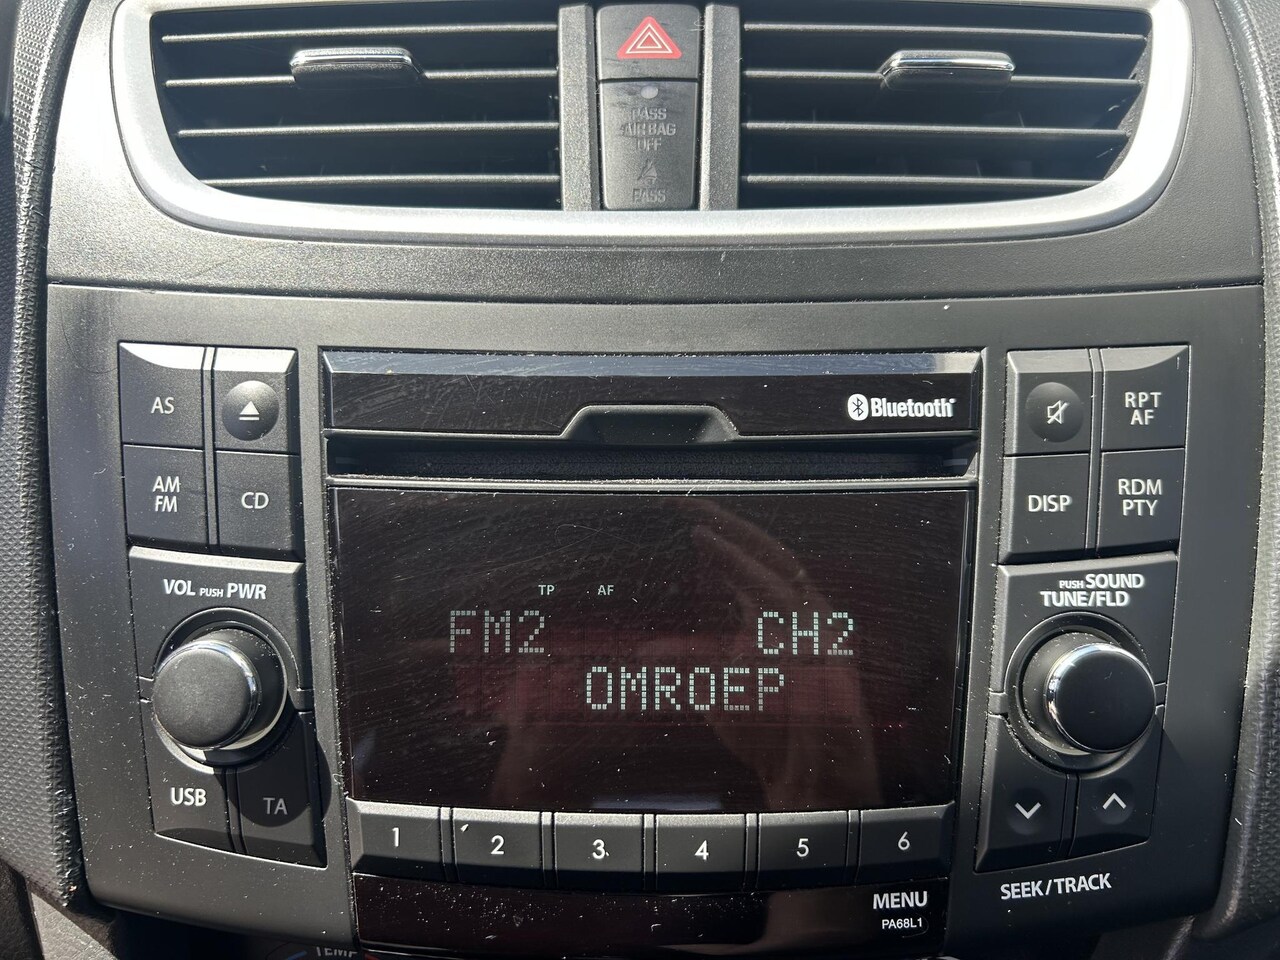 PASS
AIR BAG
OFF
PASS
AS
Bluetooth
RPT
AF
AM
FM
CD
DISP
RDM
PTY
VOL PUSH PWR
PUSH SOUND
TUNE/FLD
TP AF
FM2 CH2
OMROEP
USB
TA
1 2 3 4 5 6
SEEK/TRACK
MENU
PA68L1
TEMP